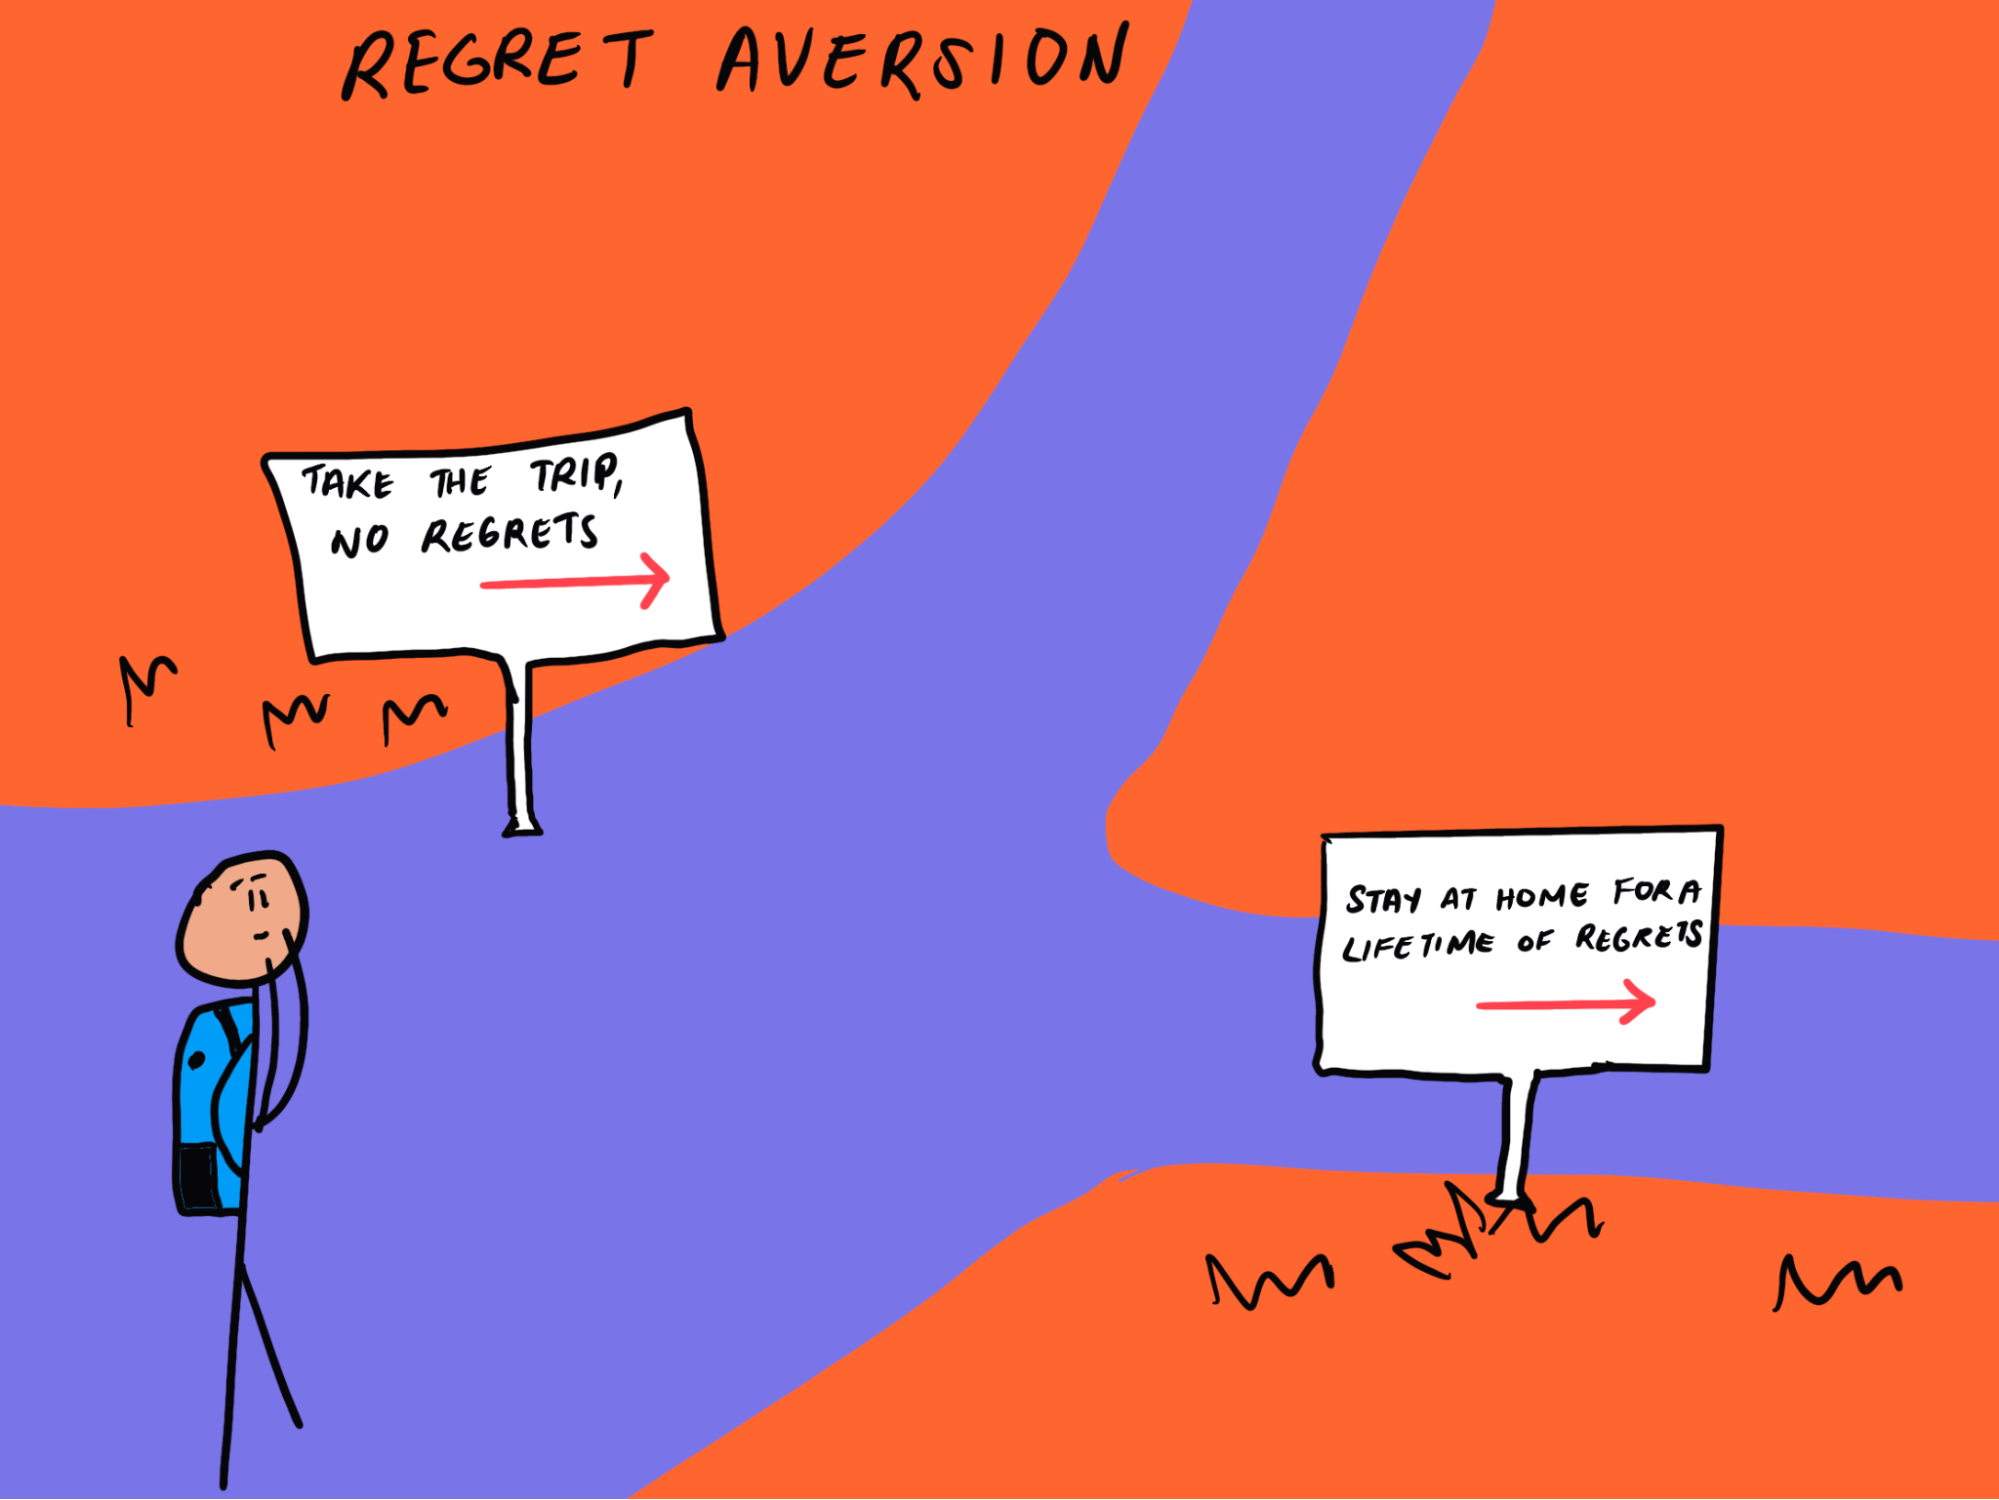 REGRET AVERSION
TAKE THE TRIP,
NO REGRETS
STAY AT HOME FOR A
LIFETIME OF REGRETS